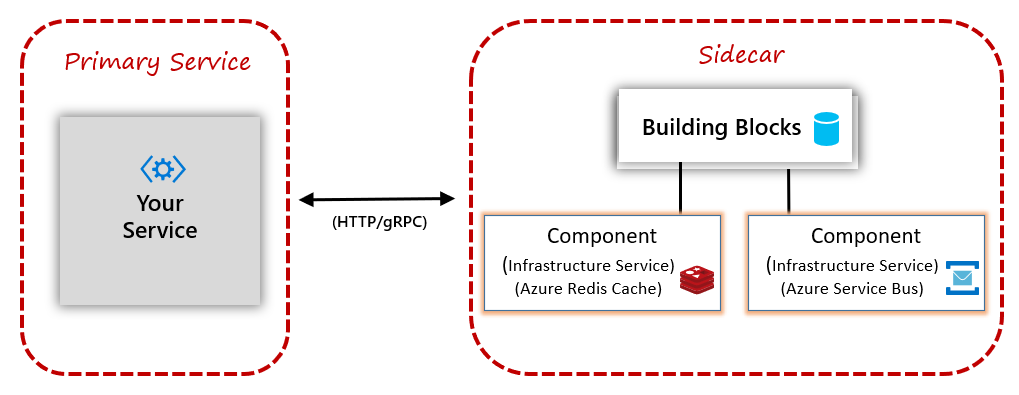 Primary Service
Your
Service
(HTTP/gRPC)
Sidecar
Building Blocks
Component
(Infrastructure Service)
(Azure Redis Cache)
Component
(Infrastructure Service)
(Azure Service Bus)